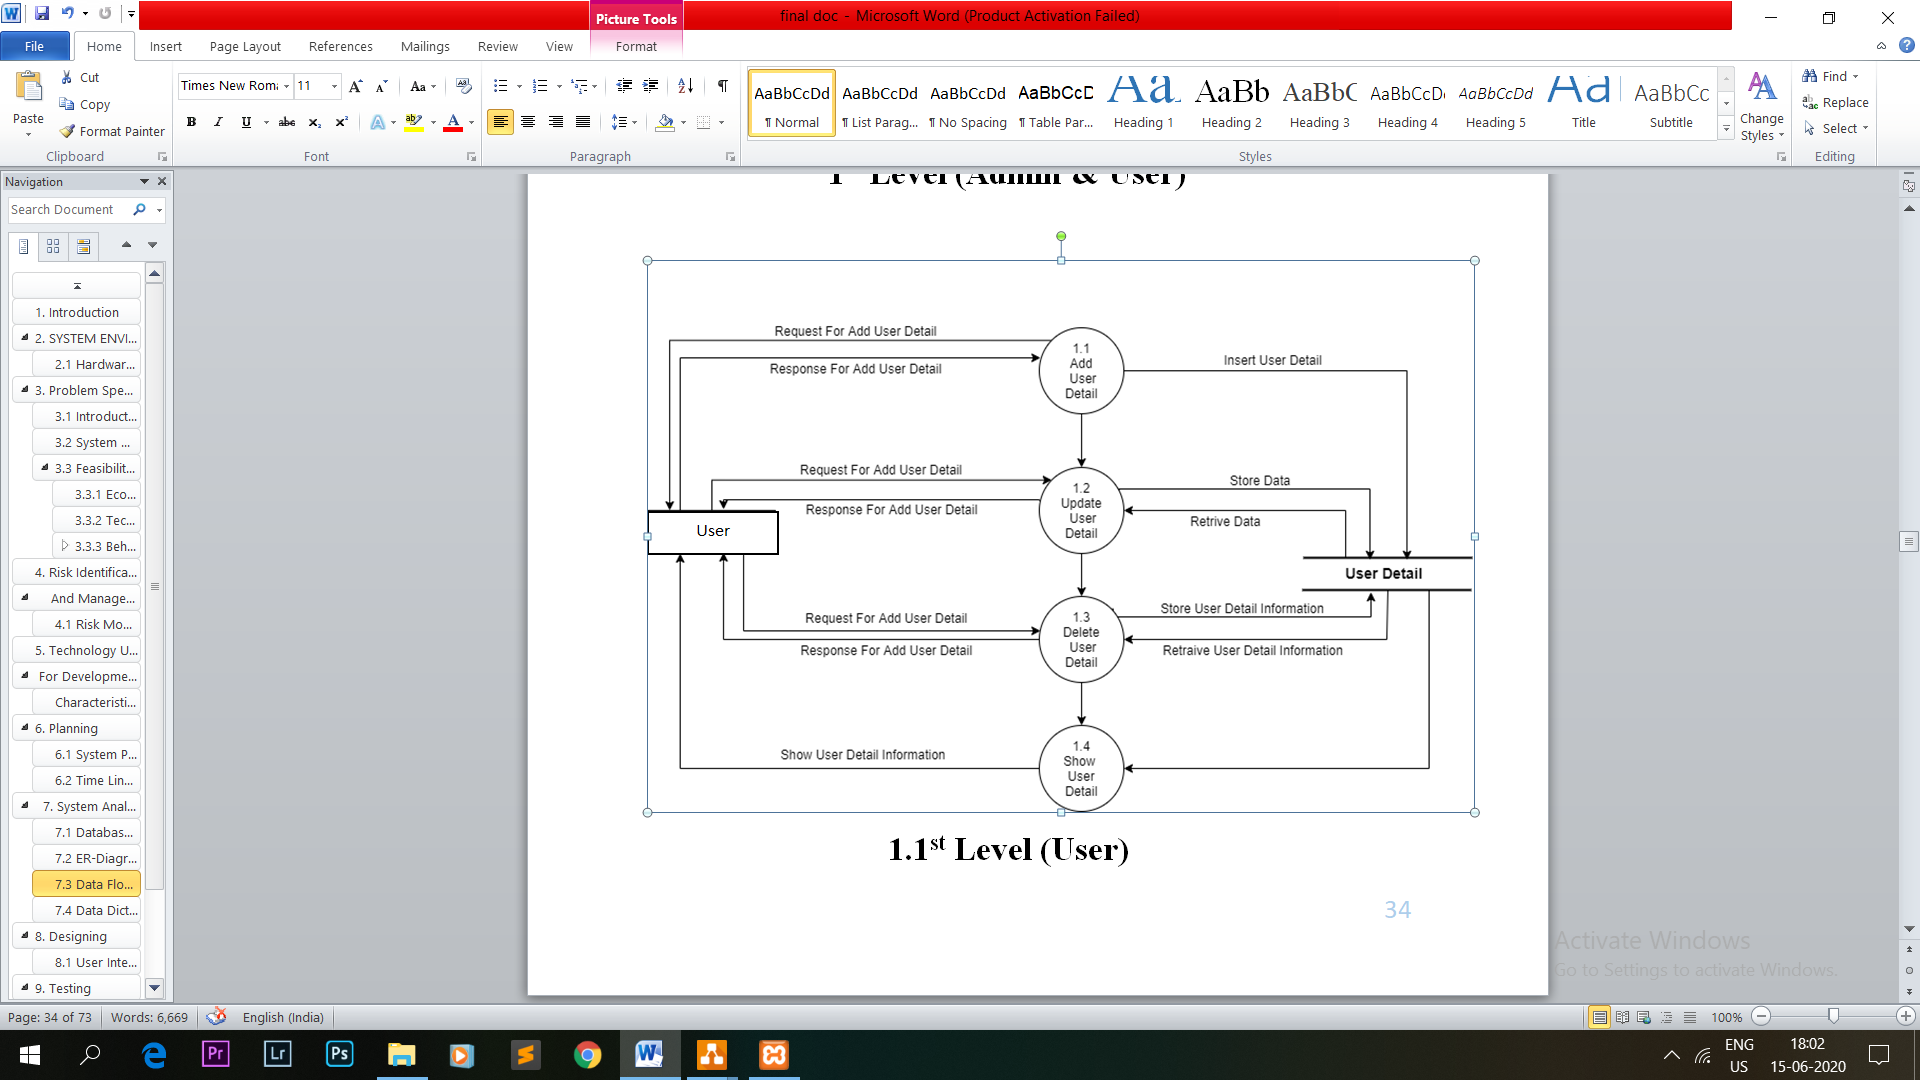 Picture Tools
final doc - Microsoft Word (Product Activation Failed)
File Home Insert Page Layout References Mailings Review View Format
Paste
Cut
Copy
Format Painter
Clipboard
Times New Rom 11
Font
Paragraph
AaBbCcDd AaBbCcDd AaBbCcDd AaBbCcD AaBbCcDd
¶ Normal ¶ List Parag... ¶ No Spacing ¶ Table Par... Heading 1 Heading 2 Heading 3 Heading 4 Heading 5 Title Subtitle
Styles
Change Styles
Find
Replace
Select
Editing
Navigation
Search Document
1. Introduction
2. SYSTEM ENVI...
2.1 Hardwar...
3. Problem Spe...
3.1 Introduct...
3.2 System ...
3.3 Feasibilit...
3.3.1 Eco...
3.3.2 Tec...
3.3.3 Beh...
4. Risk Identifica...
And Manage...
4.1 Risk Mo...
5. Technology U...
For Developme...
Characteristi...
6. Planning
6.1 System P...
6.2 Time Lin...
7. System Anal...
7.1 Databas...
7.2 ER-Diagr...
7.3 Data Flo...
7.4 Data Dict...
8. Designing
8.1 User Inte...
9. Testing
Level (Admin & User)
Request For Add User Detail
Response For Add User Detail
1.1
Add
User
Detail
Insert User Detail
Request For Add User Detail
Response For Add User Detail
1.2
Update
User
Detail
Store Data
Retrive Data
User
User Detail
Request For Add User Detail
Response For Add User Detail
1.3
Delete
User
Detail
Store User Detail Information
Retraive User Detail Information
Show User Detail Information
1.4
Show
User
Detail
1.1st Level (User)
34
Activate Windows
Go to Settings to activate Windows.
Page: 34 of 73 Words: 6,669 English (India) 100%
Pr Lr Ps
ENG
US
18:02
15-06-2020